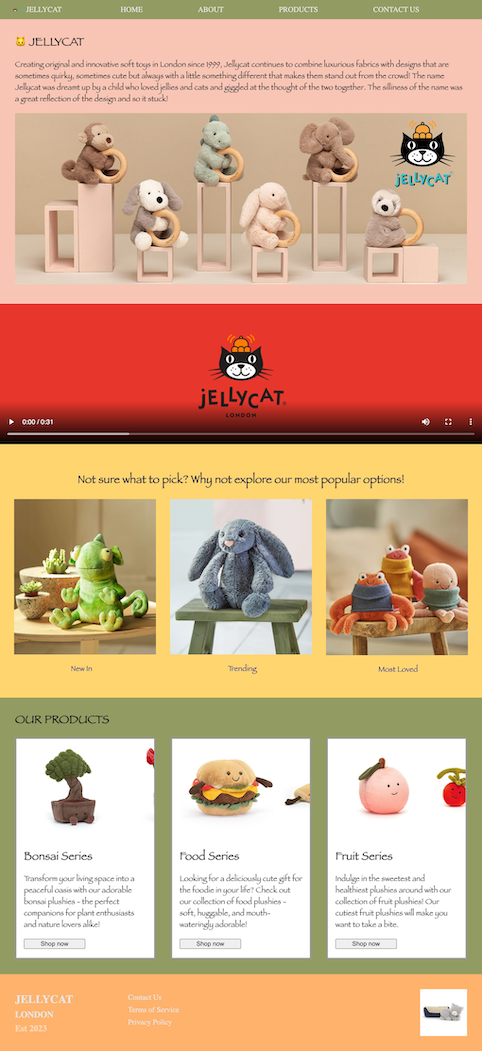 JELLYCAT HOME ABOUT PRODUCTS CONTACT US
JELLYCAT
Creating original and innovative soft toys in London since 1999, Jellycat continues to combine luxurious fabrics with designs that are
sometimes quirky, sometimes cute but always with a little something different that makes them stand out from the crowd! The name
Jellycat was dreamt up by a child who loved jellies and cats and giggled at the thought of the two together. The silliness of the name was
a great reflection of the design and so it stuck!
JELLYCAT
JELLYCAT
LONDON
0:00 / 0:31
Not sure what to pick? Why not explore our most popular options!
New In
Trending
Most Loved
OUR PRODUCTS
Bonsai Series
Transform your living space into a
peaceful oasis with our adorable
bonsai plushies - the perfect
companions for plant enthusiasts
and nature lovers alike!
Shop now
Food Series
Looking for a deliciously cute gift for
the foodie in your life? Check out
our collection of food plushies -
soft, huggable, and mouth-
wateringly adorable!
Shop now
Fruit Series
Indulge in the sweetest and
healthiest plushies around with our
collection of fruit plushies! Our
cutiest fruit plushies will make you
want to take a bite.
Shop now
JELLYCAT
LONDON
Est 2023
Contact Us
Terms of Service
Privacy Policy